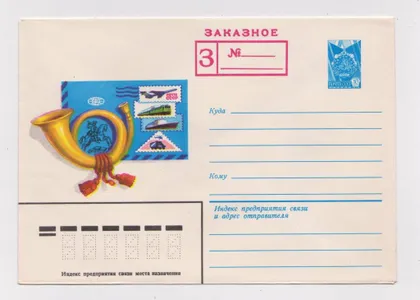 ЗАКАЗНОЕ
З №
Куда
Кому
Индекс предприятия связи
и адрес отправителя
Индекс предприятия связи места назначения